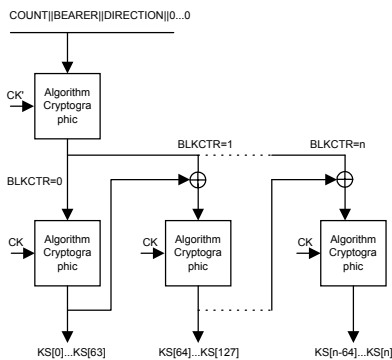 COUNT||BEARER||DIRECTION||0...0
CK'
Algorithm
Cryptogra
phic
BLKCTR=0
BLKCTR=1
BLKCTR=n
CK
Algorithm
Cryptogra
phic
CK
Algorithm
Cryptogra
phic
CK
Algorithm
Cryptogra
phic
KS[0]...KS[63]
KS[64]...KS[127]
KS[n-64]...KS[n]